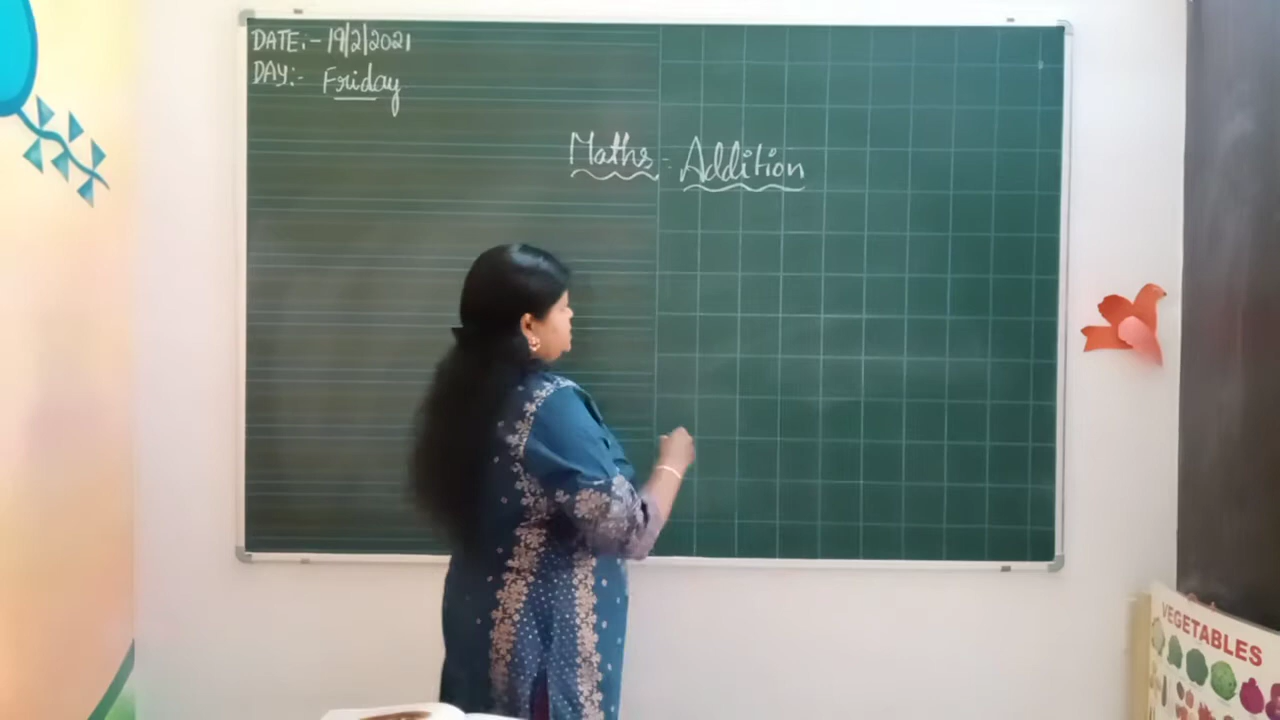 DATE:- 19/2/2021
DAY:- Friday
Maths - Addition
VEGETABLES